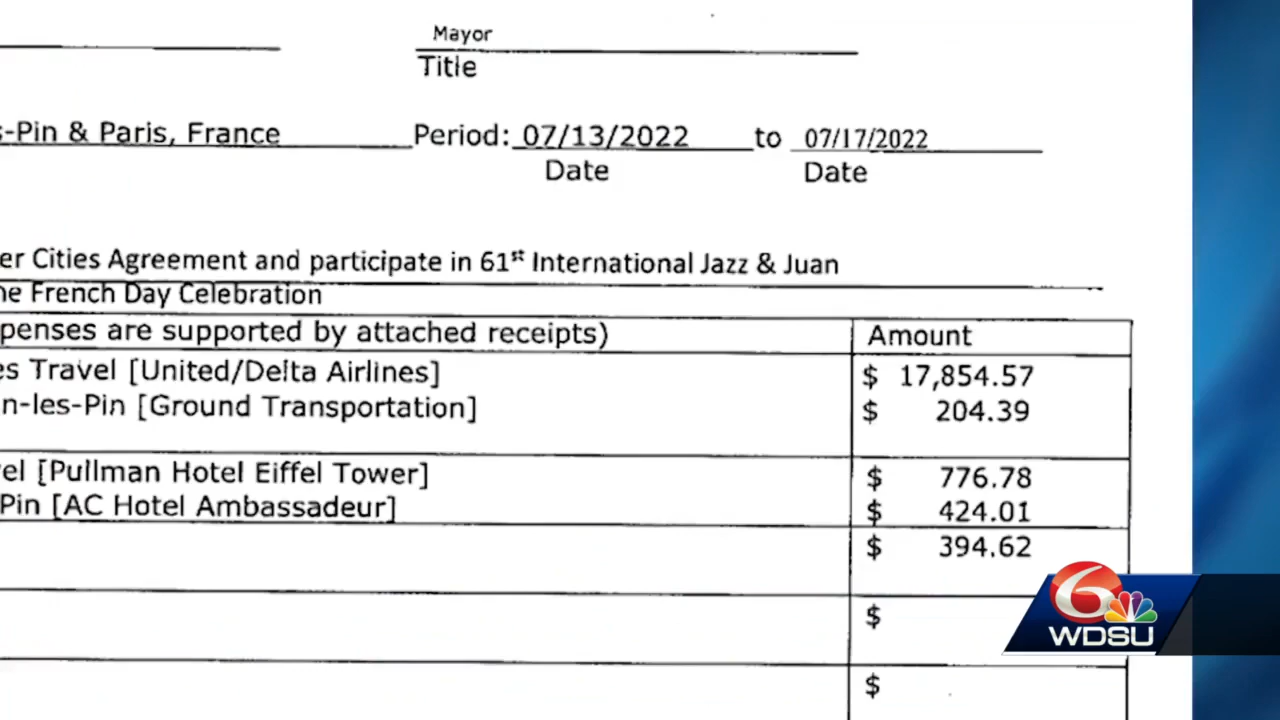 Mayor
Title
s-Pin & Paris, France Period: 07/13/2022 to 07/17/2022
Date Date
er Cities Agreement and participate in 61st International Jazz & Juan
ne French Day Celebration
penses are supported by attached receipts) Amount
es Travel [United/Delta Airlines] $ 17,854.57
n-les-Pin [Ground Transportation] $ 204.39
el [Pullman Hotel Eiffel Tower] $ 776.78
Pin [AC Hotel Ambassadeur] $ 424.01
$ 394.62
$
$
6
WDSU